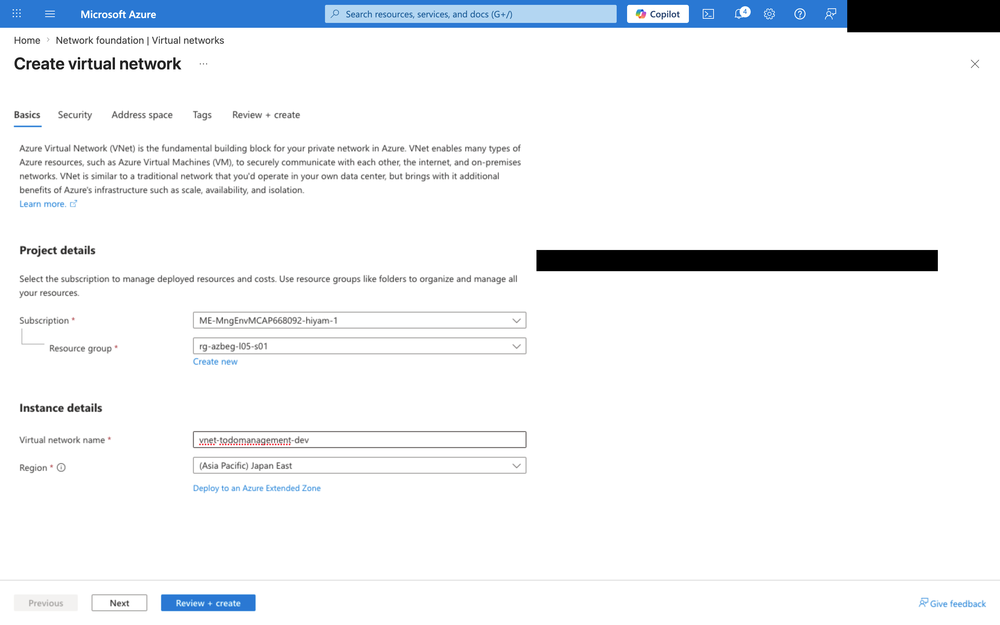 Microsoft Azure
Search resources, services, and docs (G+/)
Copilot
4
Home > Network foundation | Virtual networks
Create virtual network ...
Basics Security Address space Tags Review + create
Azure Virtual Network (VNet) is the fundamental building block for your private network in Azure. VNet enables many types of
Azure resources, such as Azure Virtual Machines (VM), to securely communicate with each other, the internet, and on-premises
networks. VNet is similar to a traditional network that you'd operate in your own data center, but brings with it additional
benefits of Azure's infrastructure such as scale, availability, and isolation.
Learn more.
Project details
Select the subscription to manage deployed resources and costs. Use resource groups like folders to organize and manage all
your resources.
Subscription * ME-MngEnvMCAP668092-hiyam-1
Resource group * rg-azbeg-l05-s01
Create new
Instance details
Virtual network name * vnet-todomanagement-dev
Region * (Asia Pacific) Japan East
Deploy to an Azure Extended Zone
Previous Next Review + create Give feedback